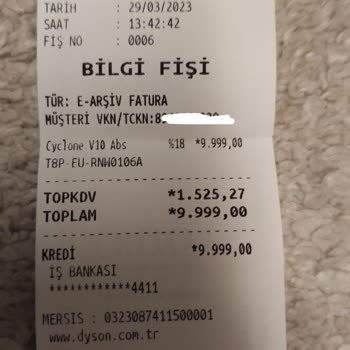 TARİH : 29/03/2023
SAAT : 13:42:42
FİŞ NO : 0006
BİLGİ FİŞİ
TÜR: E-ARŞİV FATURA
MÜŞTERİ VKN/TCKN:
Cyclone V10 Abs %18 *9.999,00
T8P-EU-RNW0106A
TOPKDV *1.525,27
TOPLAM *9.999,00
KREDİ *9.999,00
İŞ BANKASI
************4411
MERSIS : 0323087411500001
www.dyson.com.tr